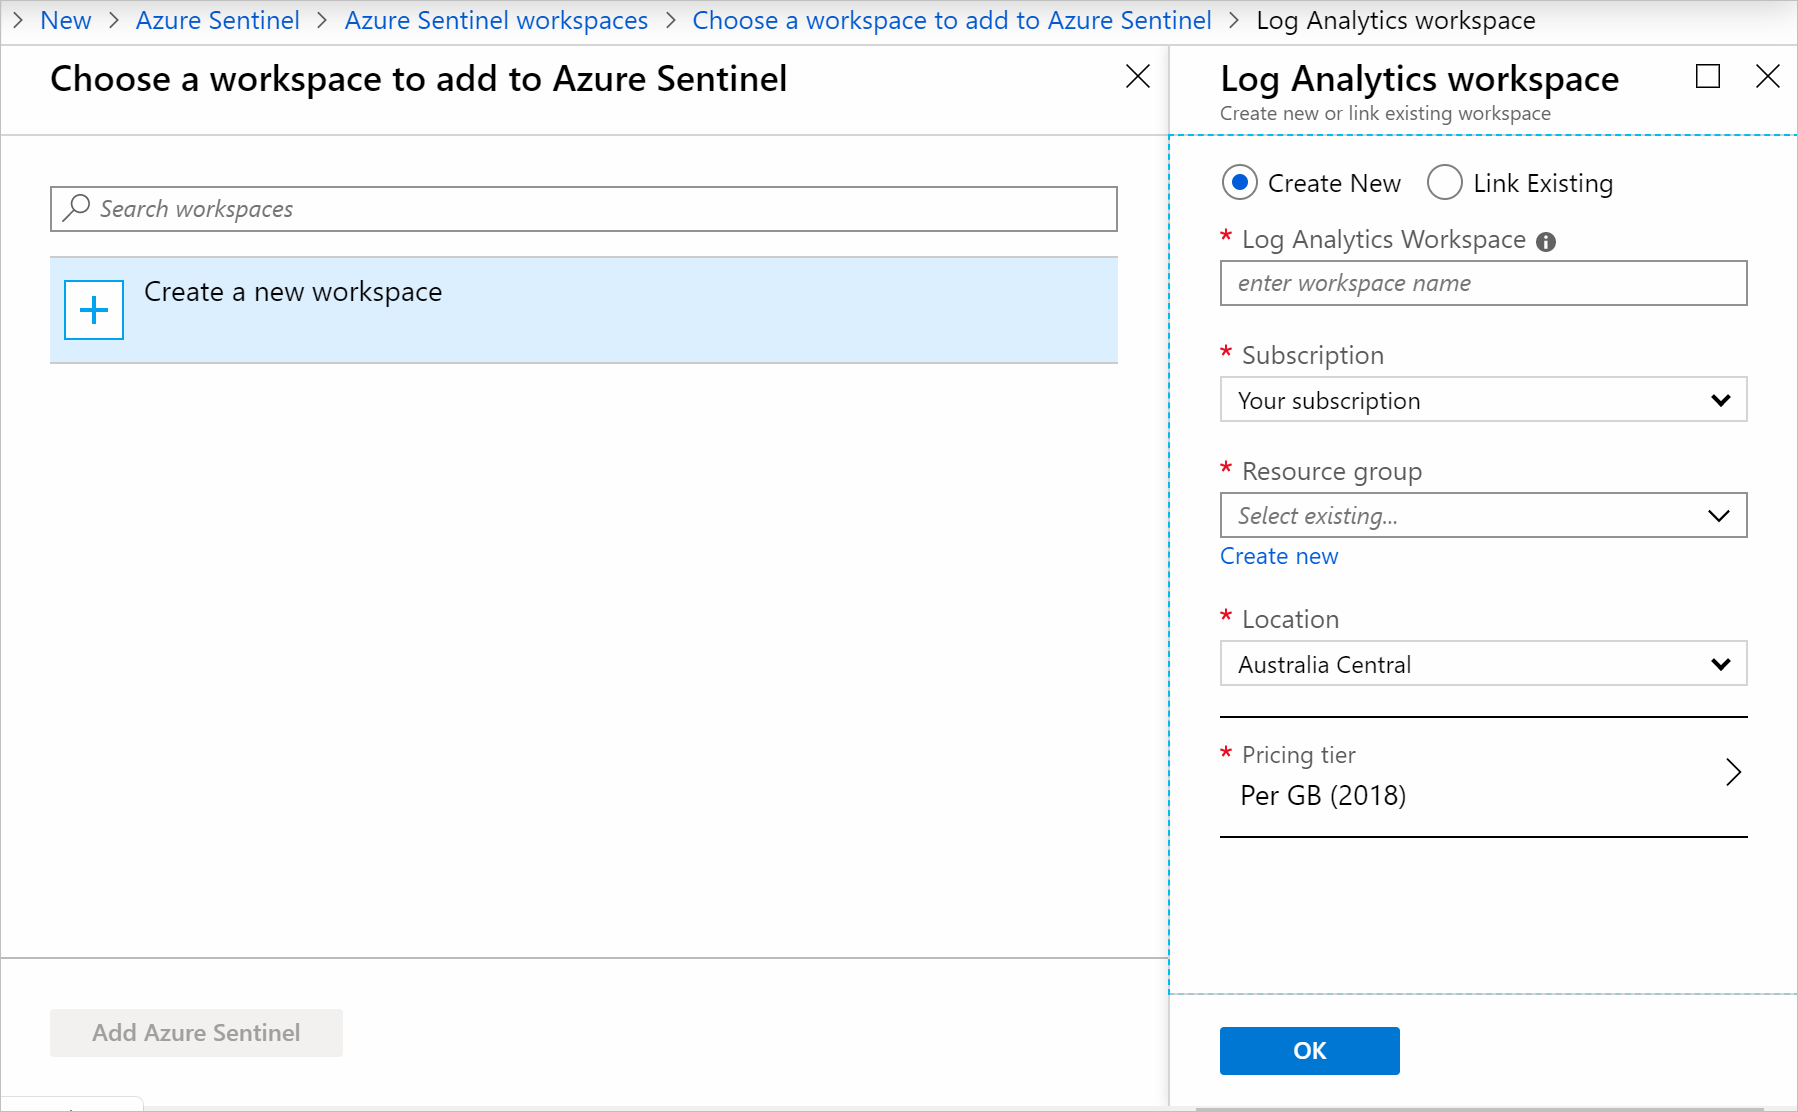 New > Azure Sentinel > Azure Sentinel workspaces > Choose a workspace to add to Azure Sentinel > Log Analytics workspace
Choose a workspace to add to Azure Sentinel
Search workspaces
Create a new workspace
Add Azure Sentinel
Log Analytics workspace
Create new or link existing workspace
Create New
Link Existing
* Log Analytics Workspace
enter workspace name
* Subscription
Your subscription
* Resource group
Select existing...
Create new
* Location
Australia Central
* Pricing tier
Per GB (2018)
OK